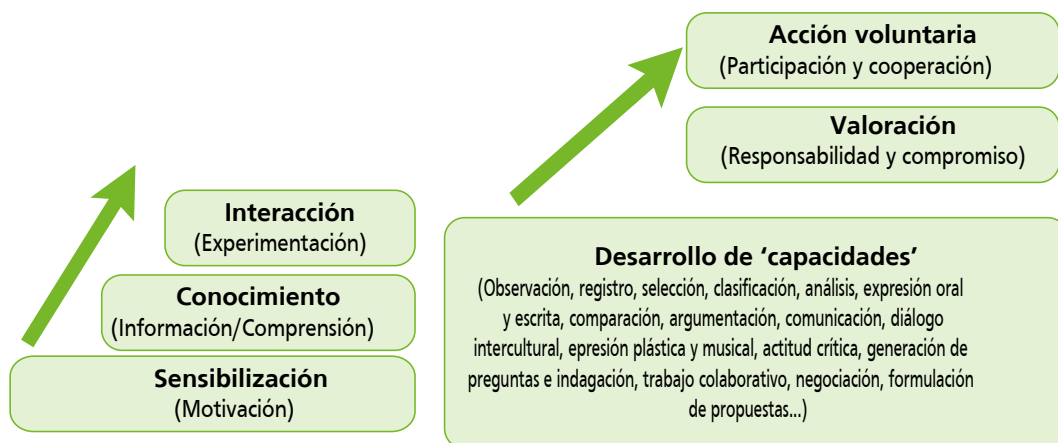 Acción voluntaria
(Participación y cooperación)
Valoración
(Responsabilidad y compromiso)
Interacción
(Experimentación)
Conocimiento
(Información/Comprensión)
Sensibilización
(Motivación)
Desarrollo de ‘capacidades’
(Observación, registro, selección, clasificación, análisis, expresión oral
y escrita, comparación, argumentación, comunicación, diálogo
intercultural, epresión plástica y musical, actitud crítica, generación de
preguntas e indagación, trabajo colaborativo, negociación, formulación
de propuestas...)